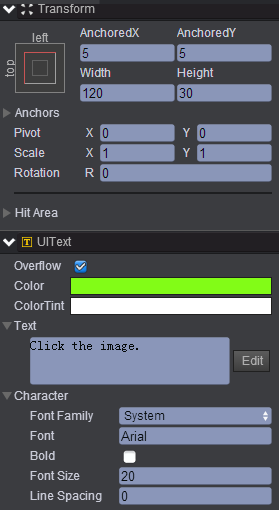 Transform
left
top
AnchoredX AnchoredY
5 5
Width Height
120 30
Anchors
Pivot X 0 Y 0
Scale X 1 Y 1
Rotation R 0
Hit Area
T UIText
Overflow
Color
ColorTint
Text
Click the image.
Edit
Character
Font Family System
Font Arial
Bold
Font Size 20
Line Spacing 0